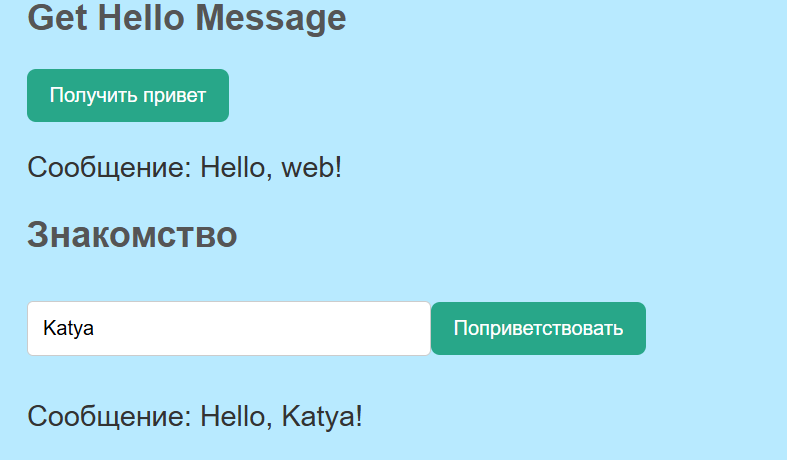 Get Hello Message
Получить привет
Сообщение: Hello, web!
Знакомство
Katya Поприветствовать
Сообщение: Hello, Katya!